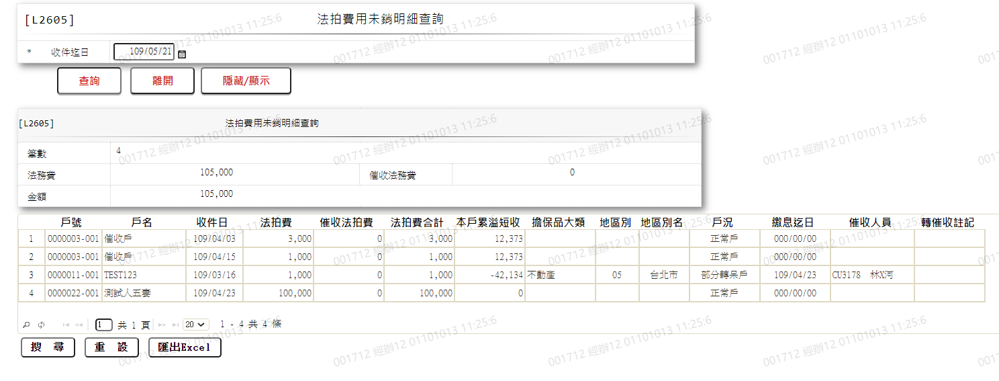 [L2605] 法拍費用未銷明細查詢
* 收件迄日 109/05/21
查詢 離開 隱藏/顯示
[L2605] 法拍費用未銷明細查詢
筆數 4
法務費 105,000 催收法務費 0
金額 105,000
戶號 戶名 收件日 法拍費 催收法拍費 法拍費合計 本戶累溢短收 擔保品大類 地區別 地區別名 戶況 繳息迄日 催收人員 轉催收註記
1 0000003-001 催收戶 109/04/03 3,000 0 3,000 12,373 正常戶 000/00/00
2 0000003-001 催收戶 109/04/15 1,000 0 1,000 12,373 正常戶 000/00/00
3 0000011-001 TEST123 109/03/16 1,000 0 1,000 -42,134 不動產 05 台北市 部分轉呆戶 109/04/23 CU3178 林X河
4 0000022-001 測試人五妻 109/04/23 100,000 0 100,000 0 正常戶 000/00/00
1 共 1 頁 20 1 - 4 共 4 條
搜 尋 重 設 匯出Excel
001712 經辦12 01101013 11:25:6